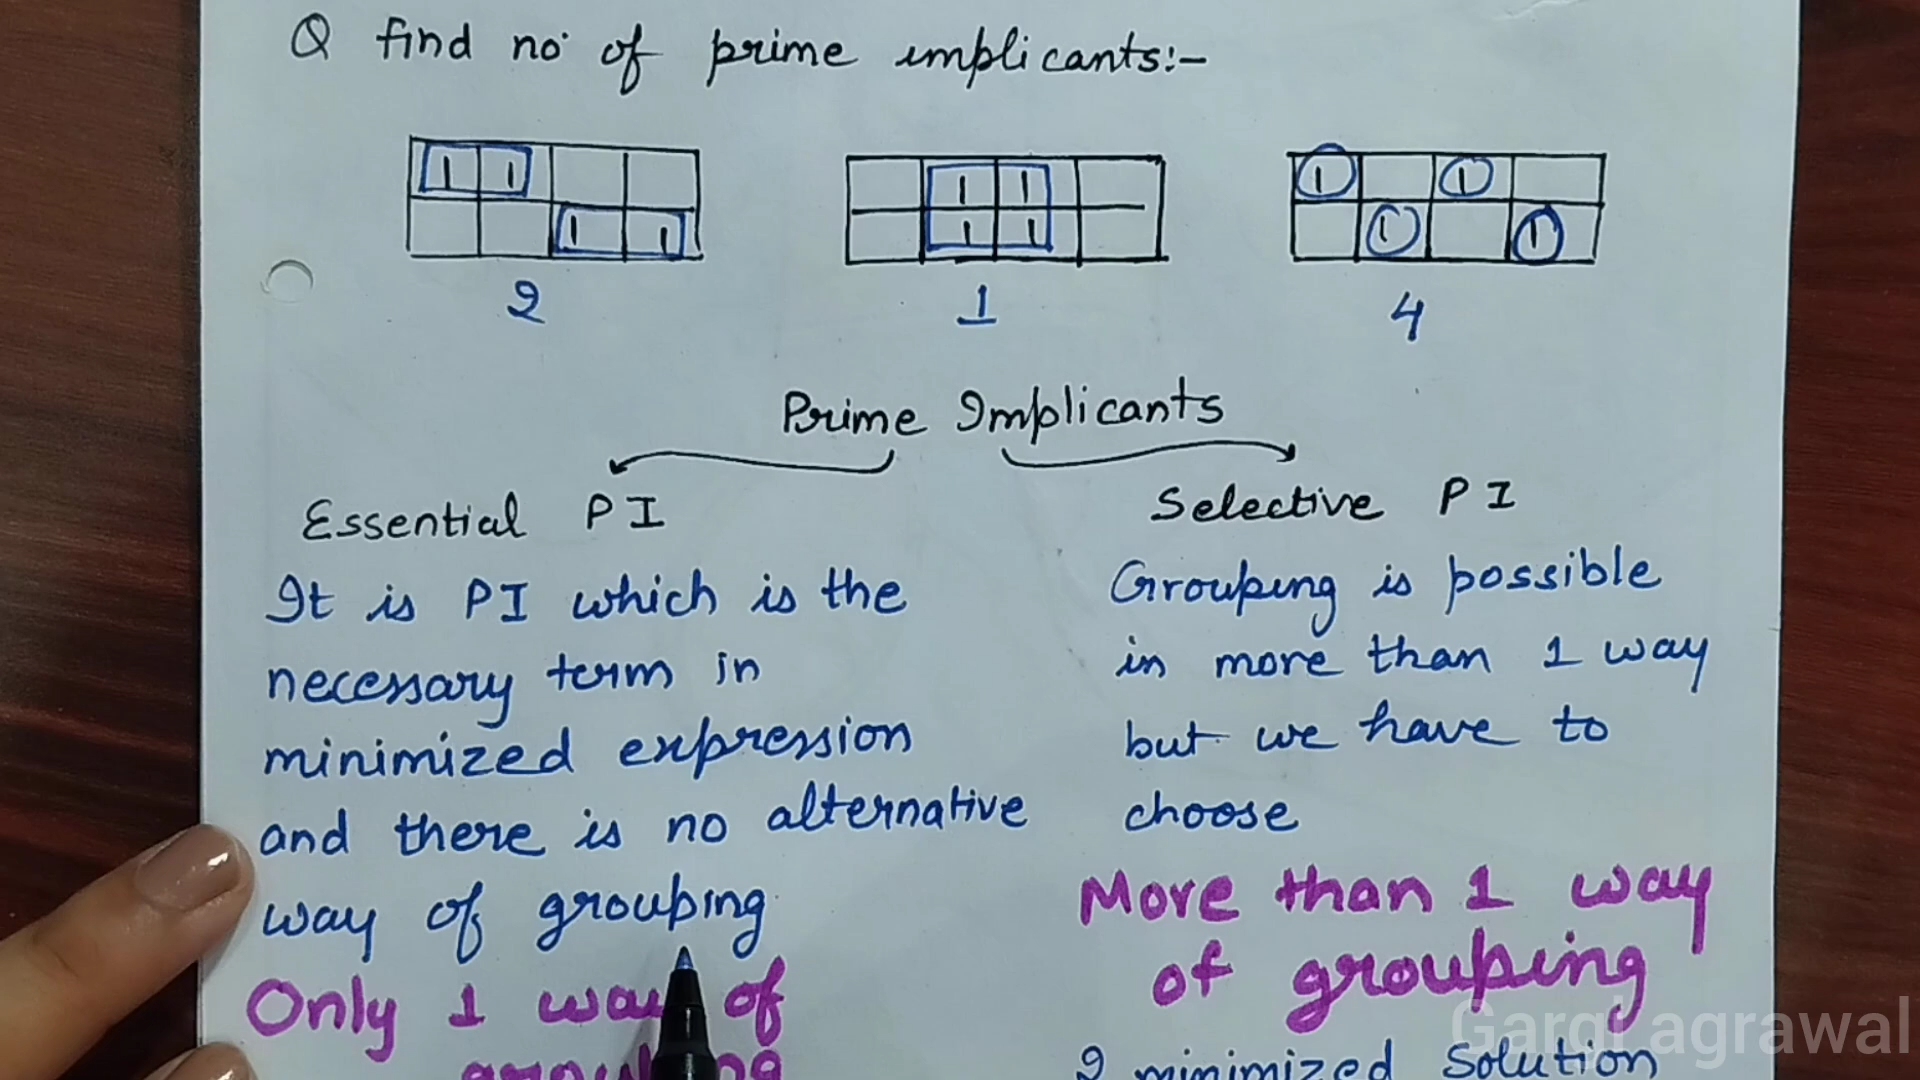 Q find no. of prime implicants:-
1 1
1 1
2
1 1
1 1
1
1 1
1 1
4
Prime Implicants
Essential PI
It is PI which is the
necessary term in
minimized expression
and there is no alternative
way of grouping
Only 1 way of
grouping
Selective PI
Grouping is possible
in more than 1 way
but we have to
choose
More than 1 way
of grouping
2 minimized solution
Gargi agrawal